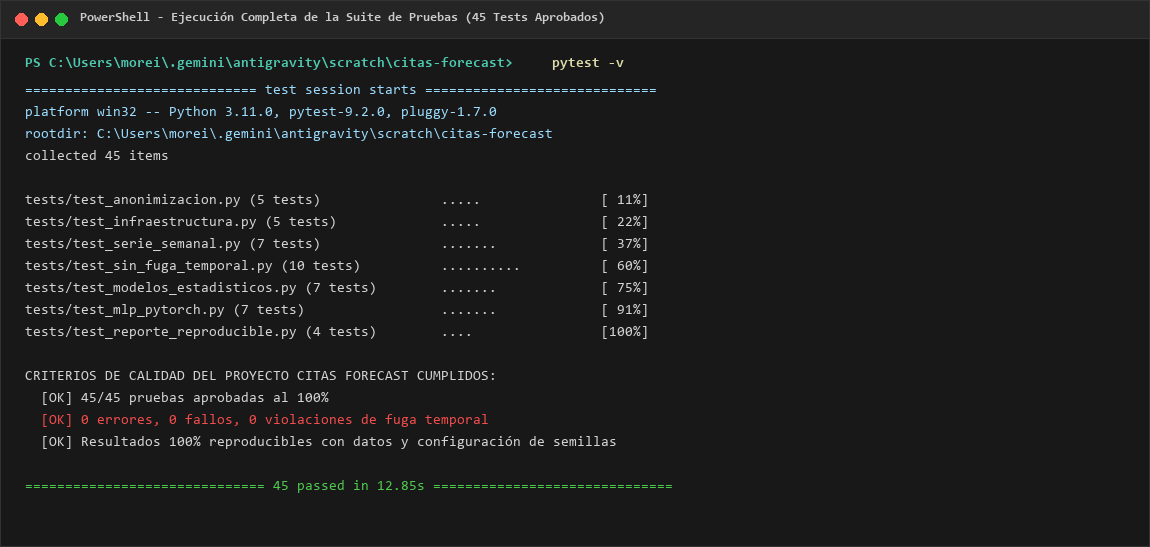 PowerShell - Ejecución Completa de la Suite de Pruebas (45 Tests Aprobados)
PS C:\Users\morei\.gemini\antigravity\scratch\citas-forecast> pytest -v
============================= test session starts =============================
platform win32 -- Python 3.11.0, pytest-9.2.0, pluggy-1.7.0
rootdir: C:\Users\morei\.gemini\antigravity\scratch\citas-forecast
collected 45 items
tests/test_anonimizacion.py (5 tests) ..... [ 11%]
tests/test_infraestructura.py (5 tests) ..... [ 22%]
tests/test_serie_semanal.py (7 tests) ....... [ 37%]
tests/test_sin_fuga_temporal.py (10 tests) .......... [ 60%]
tests/test_modelos_estadisticos.py (7 tests) ....... [ 75%]
tests/test_mlp_pytorch.py (7 tests) ....... [ 91%]
tests/test_reporte_reproducible.py (4 tests) .... [100%]
CRITERIOS DE CALIDAD DEL PROYECTO CITAS FORECAST CUMPLIDOS:
[OK] 45/45 pruebas aprobadas al 100%
[OK] 0 errores, 0 fallos, 0 violaciones de fuga temporal
[OK] Resultados 100% reproducibles con datos y configuración de semillas
============================== 45 passed in 12.85s ==============================